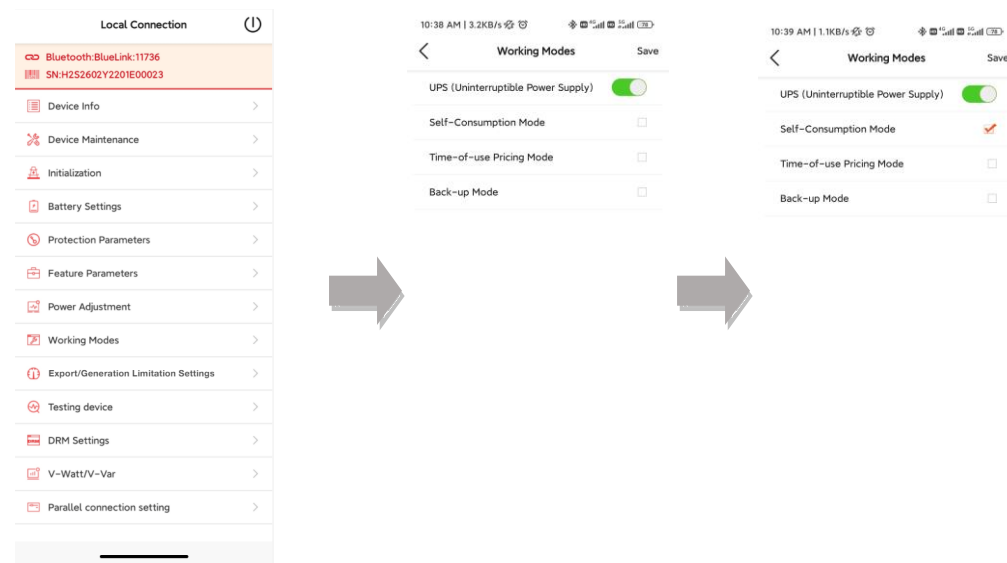 Local Connection
Bluetooth:BlueLink:11736
SN:H2S2602Y2201E00023
Device Info
Device Maintenance
Initialization
Battery Settings
Protection Parameters
Feature Parameters
Power Adjustment
Working Modes
Export/Generation Limitation Settings
Testing device
DRM Settings
V-Watt/V-Var
Parallel connection setting
10:38 AM | 3.2KB/s
Working Modes
Save
UPS (Uninterruptible Power Supply)
Self-Consumption Mode
Time-of-use Pricing Mode
Back-up Mode
10:39 AM | 1.1KB/s
Working Modes
Save
UPS (Uninterruptible Power Supply)
Self-Consumption Mode
Time-of-use Pricing Mode
Back-up Mode